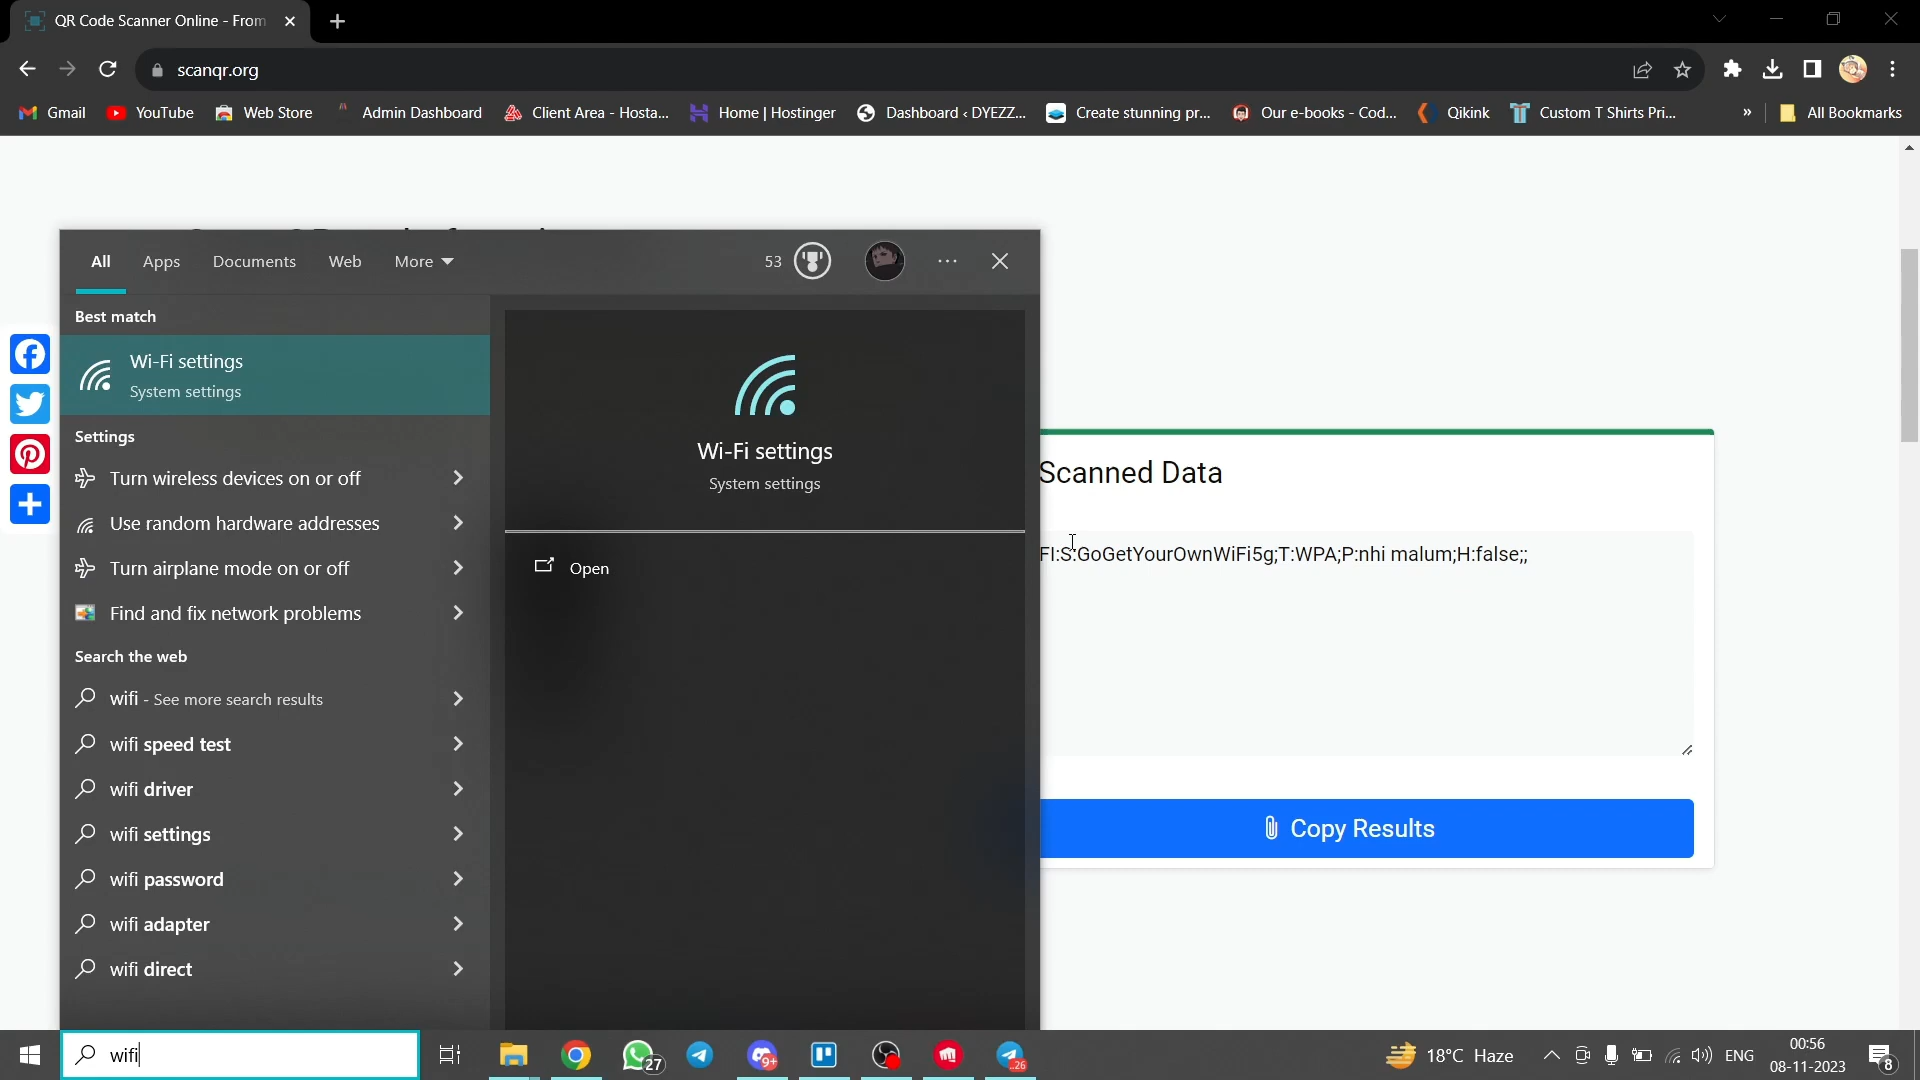 QR Code Scanner Online - From
scanqr.org
Gmail
YouTube
Web Store
Admin Dashboard
Client Area - Hosta...
Home | Hostinger
Dashboard ‹ DYEZZ...
Create stunning pr...
Our e-books - Cod...
Qikink
Custom T Shirts Pri...
»
All Bookmarks
All
Apps
Documents
Web
More
53
Best match
Wi-Fi settings
System settings
Settings
Turn wireless devices on or off
Use random hardware addresses
Turn airplane mode on or off
Find and fix network problems
Search the web
wifi - See more search results
wifi speed test
wifi driver
wifi settings
wifi password
wifi adapter
wifi direct
Wi-Fi settings
System settings
Open
Scanned Data
FI:S:GoGetYourOwnWiFi5g;T:WPA;P:nhi malum;H:false;;
Copy Results
wifi
27
9+
26
18°C Haze
ENG
00:56
08-11-2023
8